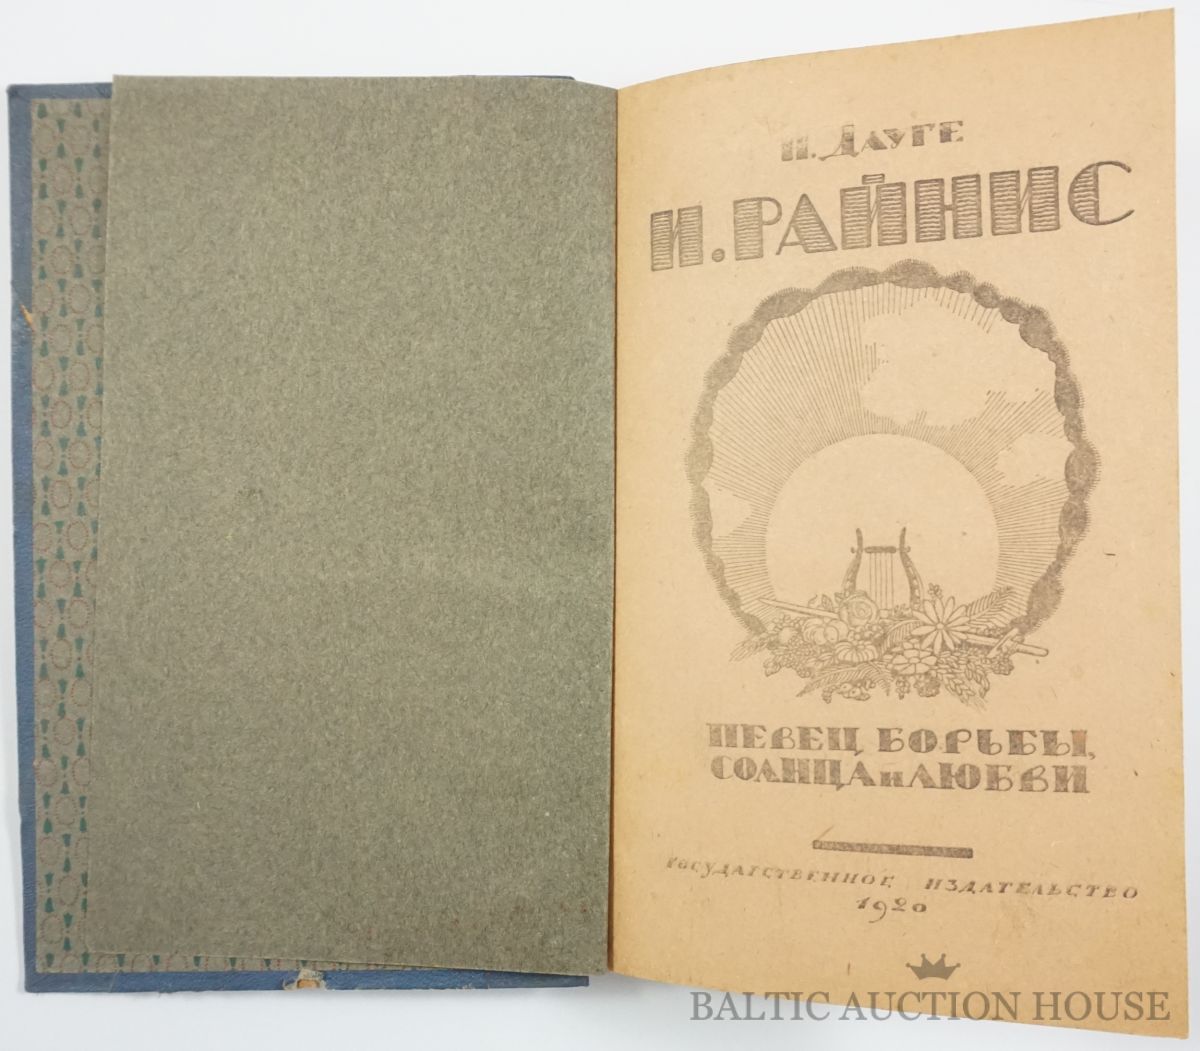 П. ДАУГЕ
И. РАЙНИС
ПЕВЕЦ БОРЬБЫ,
СОЛНЦА и ЛЮБВИ
ГОСУДАРСТВЕННОЕ ИЗДАТЕЛЬСТВО
1920
BALTIC AUCTION HOUSE